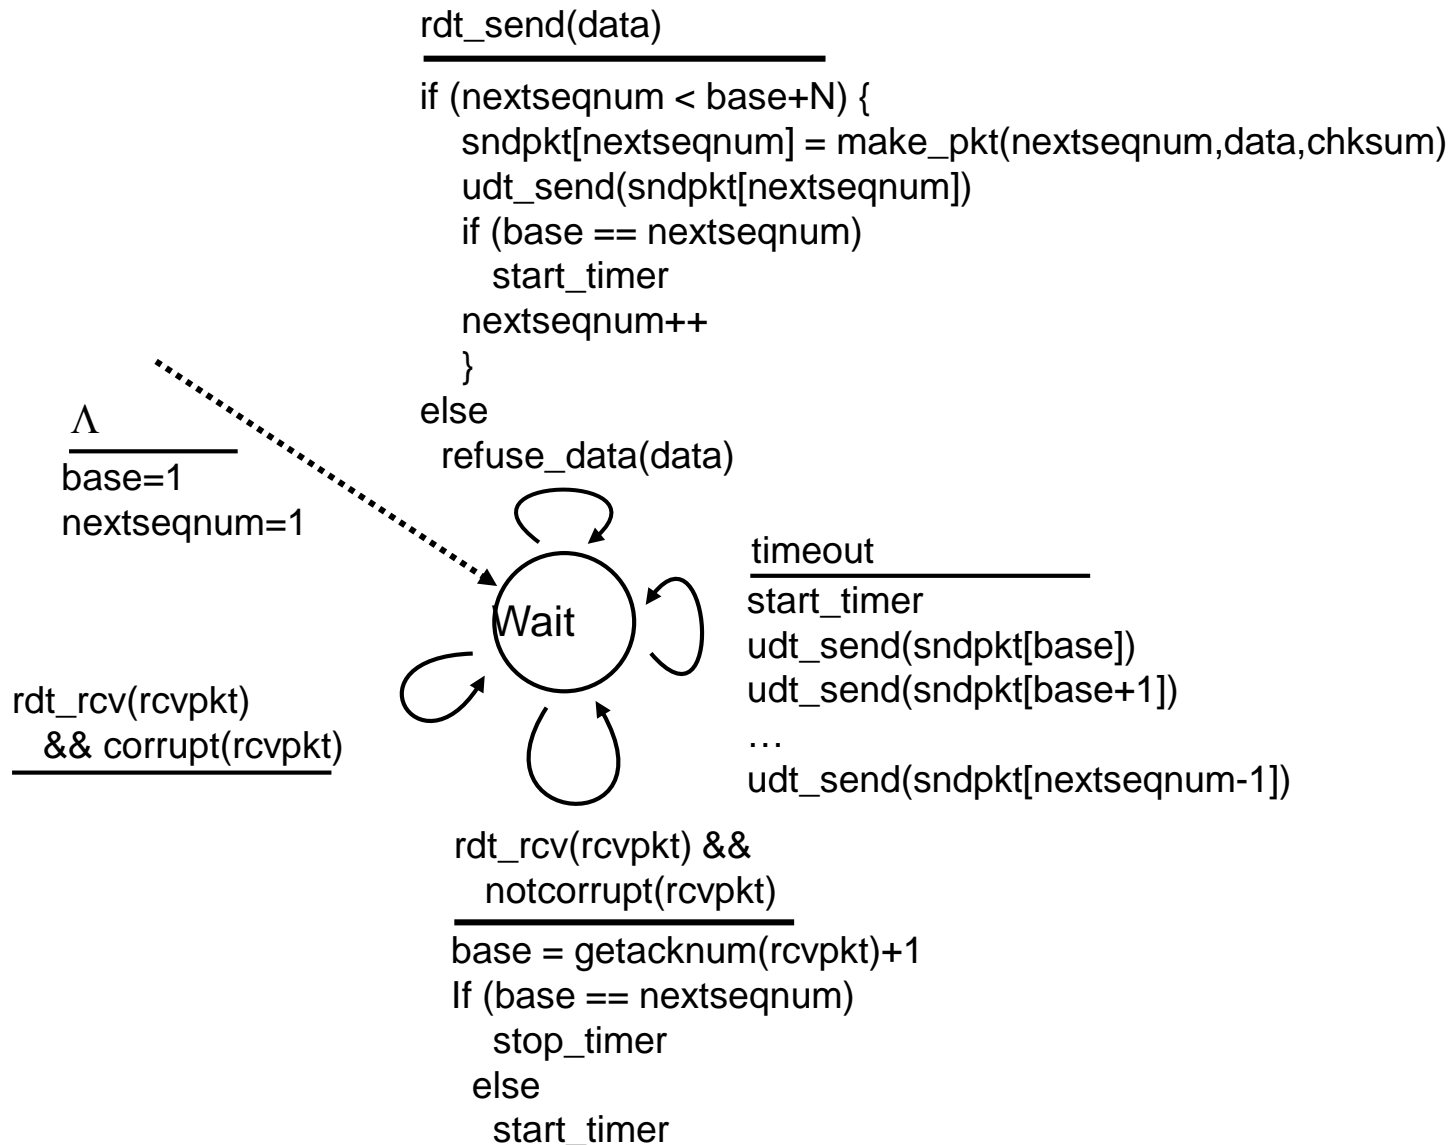 rdt_send(data)
if (nextseqnum < base+N) {
sndpkt[nextseqnum] = make_pkt(nextseqnum,data,chksum)
udt_send(sndpkt[nextseqnum])
if (base == nextseqnum)
start_timer
nextseqnum++
}
else
refuse_data(data)
Λ
base=1
nextseqnum=1
Wait
timeout
start_timer
udt_send(sndpkt[base])
udt_send(sndpkt[base+1])
…
udt_send(sndpkt[nextseqnum-1])
rdt_rcv(rcvpkt)
&& corrupt(rcvpkt)
rdt_rcv(rcvpkt) &&
notcorrupt(rcvpkt)
base = getacknum(rcvpkt)+1
If (base == nextseqnum)
stop_timer
else
start_timer